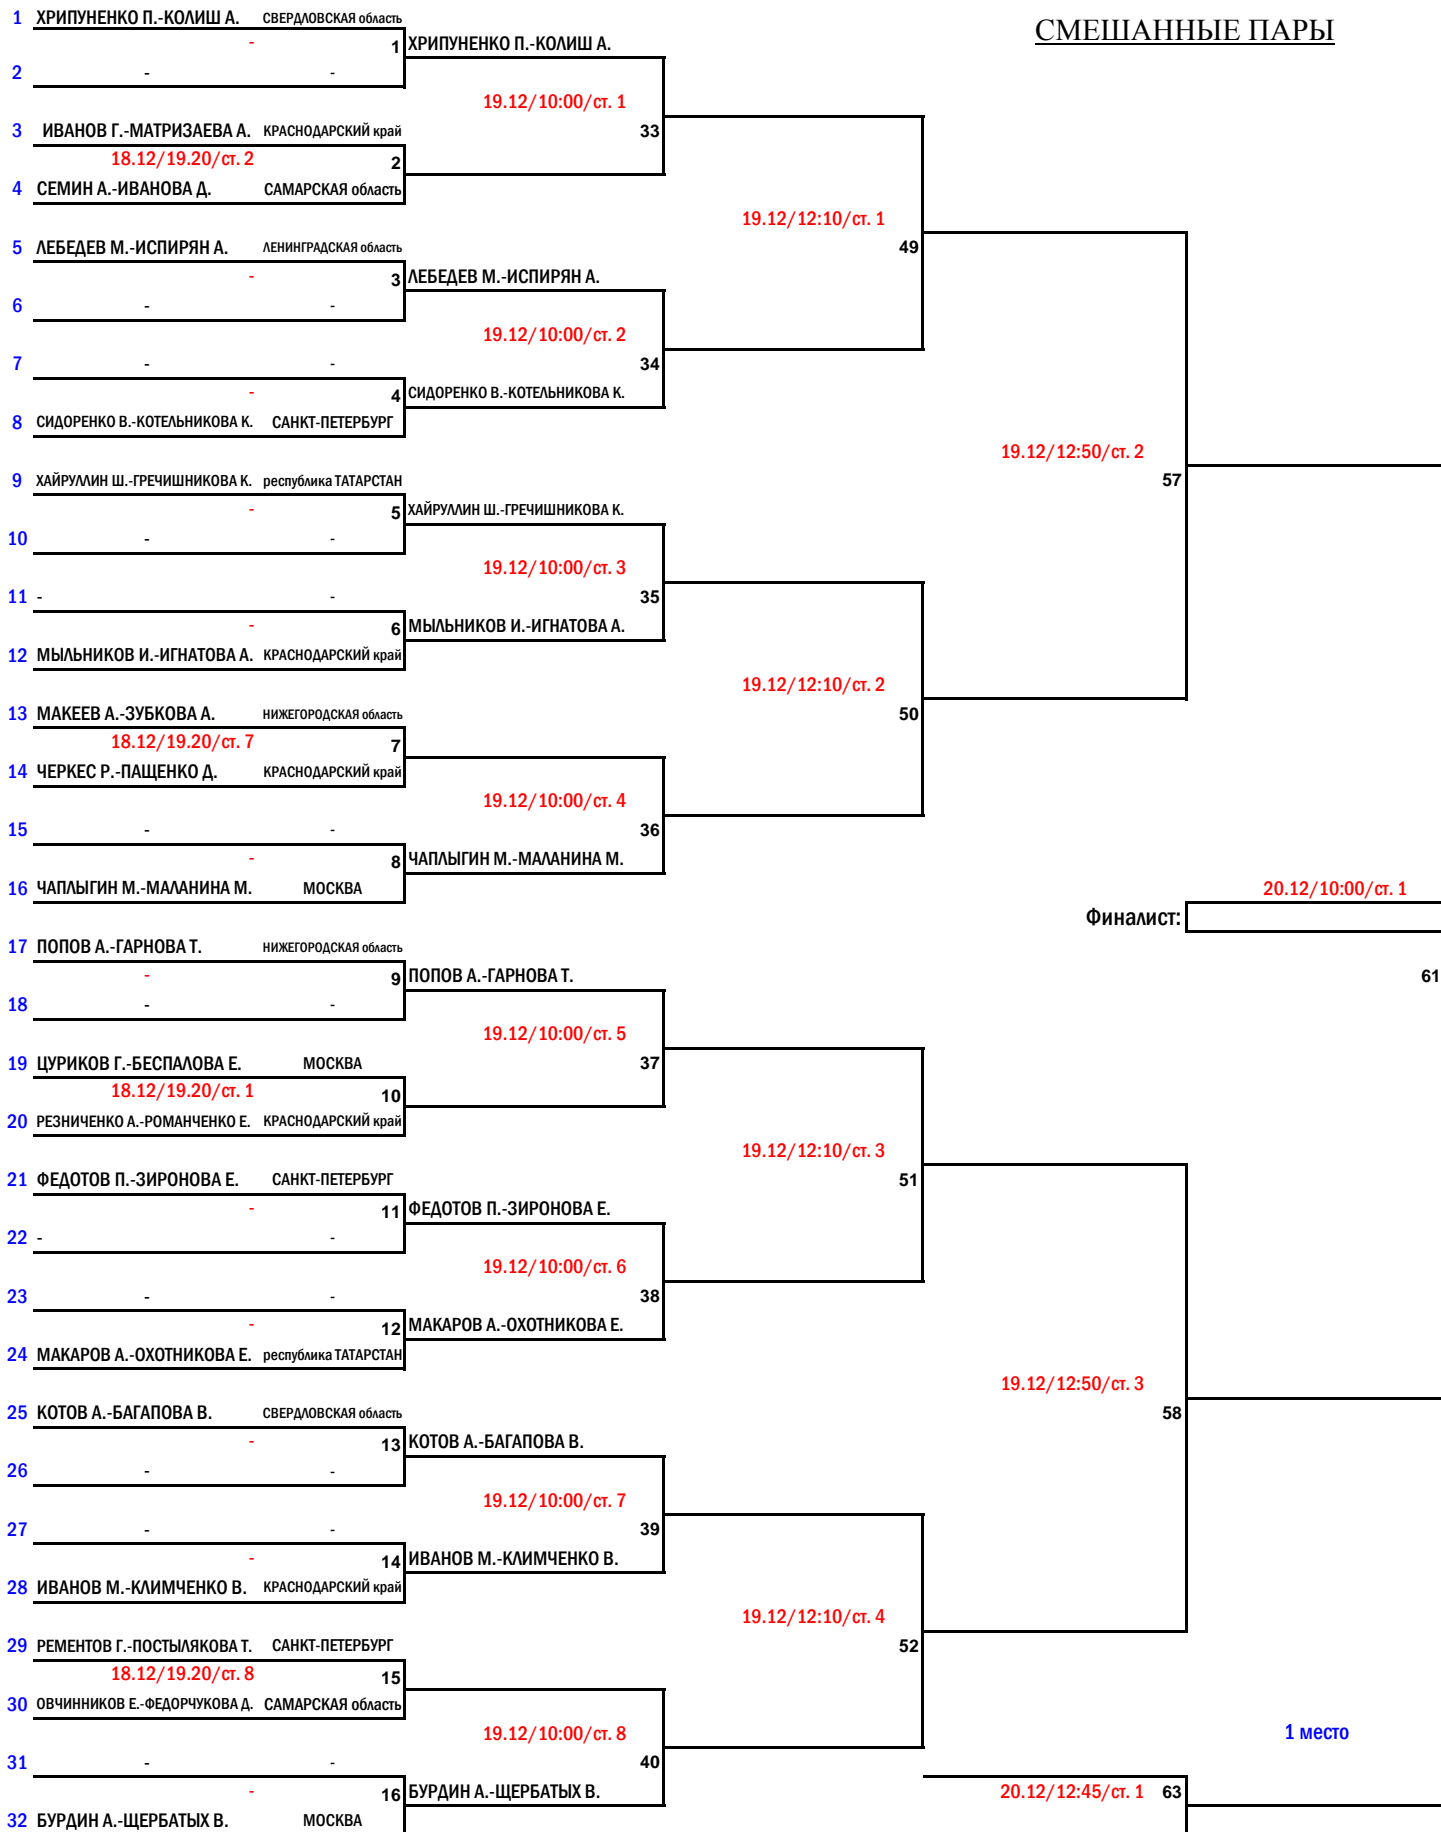 СМЕШАННЫЕ ПАРЫ
1 ХРИПУНЕНКО П.-КОЛИШ А. СВЕРДЛОВСКАЯ область
- 1 ХРИПУНЕНКО П.-КОЛИШ А.
2 - -
19.12/10:00/ст. 1
3 ИВАНОВ Г.-МАТРИЗАЕВА А. КРАСНОДАРСКИЙ край 33
18.12/19.20/ст. 2 2
4 СЕМИН А.-ИВАНОВА Д. САМАРСКАЯ область
19.12/12:10/ст. 1
5 ЛЕБЕДЕВ М.-ИСПИРЯН А. ЛЕНИНГРАДСКАЯ область 49
- 3 ЛЕБЕДЕВ М.-ИСПИРЯН А.
6 - -
19.12/10:00/ст. 2
7 - - 34
- 4 СИДОРЕНКО В.-КОТЕЛЬНИКОВА К.
8 СИДОРЕНКО В.-КОТЕЛЬНИКОВА К. САНКТ-ПЕТЕРБУРГ
19.12/12:50/ст. 2
9 ХАЙРУЛЛИН Ш.-ГРЕЧИШНИКОВА К. республика ТАТАРСТАН 57
- 5 ХАЙРУЛЛИН Ш.-ГРЕЧИШНИКОВА К.
10 - -
19.12/10:00/ст. 3
11 - - 35
- 6 МЫЛЬНИКОВ И.-ИГНАТОВА А.
12 МЫЛЬНИКОВ И.-ИГНАТОВА А. КРАСНОДАРСКИЙ край
19.12/12:10/ст. 2
13 МАКЕЕВ А.-ЗУБКОВА А. НИЖЕГОРОДСКАЯ область 50
18.12/19.20/ст. 7 7
14 ЧЕРКЕС Р.-ПАЩЕНКО Д. КРАСНОДАРСКИЙ край
19.12/10:00/ст. 4
15 - - 36
- 8 ЧАПЛЫГИН М.-МАЛАНИНА М.
16 ЧАПЛЫГИН М.-МАЛАНИНА М. МОСКВА 20.12/10:00/ст. 1
Финалист:
17 ПОПОВ А.-ГАРНОВА Т. НИЖЕГОРОДСКАЯ область
- 9 ПОПОВ А.-ГАРНОВА Т. 61
18 - -
19.12/10:00/ст. 5
19 ЦУРИКОВ Г.-БЕСПАЛОВА Е. МОСКВА 37
18.12/19.20/ст. 1 10
20 РЕЗНИЧЕНКО А.-РОМАНЧЕНКО Е. КРАСНОДАРСКИЙ край
19.12/12:10/ст. 3
21 ФЕДОТОВ П.-ЗИРОНОВА Е. САНКТ-ПЕТЕРБУРГ 51
- 11 ФЕДОТОВ П.-ЗИРОНОВА Е.
22 - -
19.12/10:00/ст. 6
23 - - 38
- 12 МАКАРОВ А.-ОХОТНИКОВА Е.
24 МАКАРОВ А.-ОХОТНИКОВА Е. республика ТАТАРСТАН
19.12/12:50/ст. 3
25 КОТОВ А.-БАГАПОВА В. СВЕРДЛОВСКАЯ область 58
- 13 КОТОВ А.-БАГАПОВА В.
26 - -
19.12/10:00/ст. 7
27 - - 39
- 14 ИВАНОВ М.-КЛИМЧЕНКО В.
28 ИВАНОВ М.-КЛИМЧЕНКО В. КРАСНОДАРСКИЙ край
19.12/12:10/ст. 4
29 РЕМЕНТОВ Г.-ПОСТЫЛЯКОВА Т. САНКТ-ПЕТЕРБУРГ 52
18.12/19.20/ст. 8 15
30 ОВЧИННИКОВ Е.-ФЕДОРЧУКОВА Д. САМАРСКАЯ область
19.12/10:00/ст. 8 1 место
31 - - 40
- 16 БУРДИН А.-ЩЕРБАТЫХ В. 20.12/12:45/ст. 1 63
32 БУРДИН А.-ЩЕРБАТЫХ В. МОСКВА